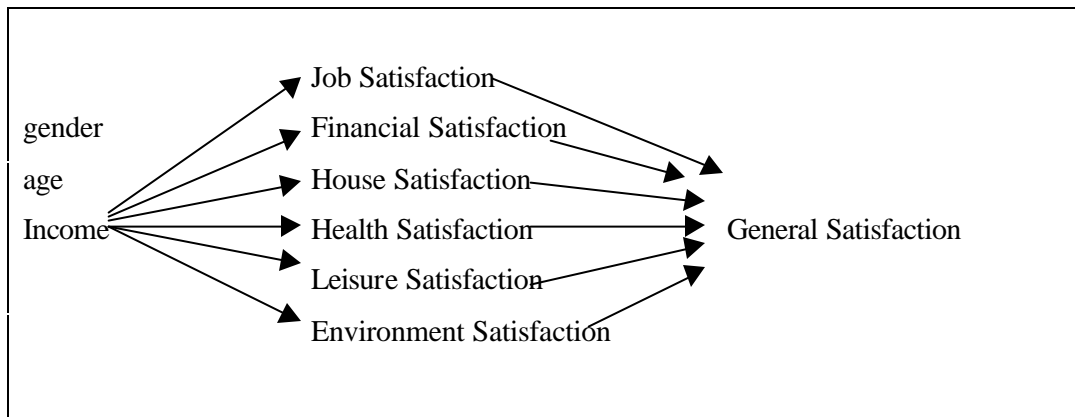 gender
age
Income
Job Satisfaction
Financial Satisfaction
House Satisfaction
Health Satisfaction
Leisure Satisfaction
Environment Satisfaction
General Satisfaction